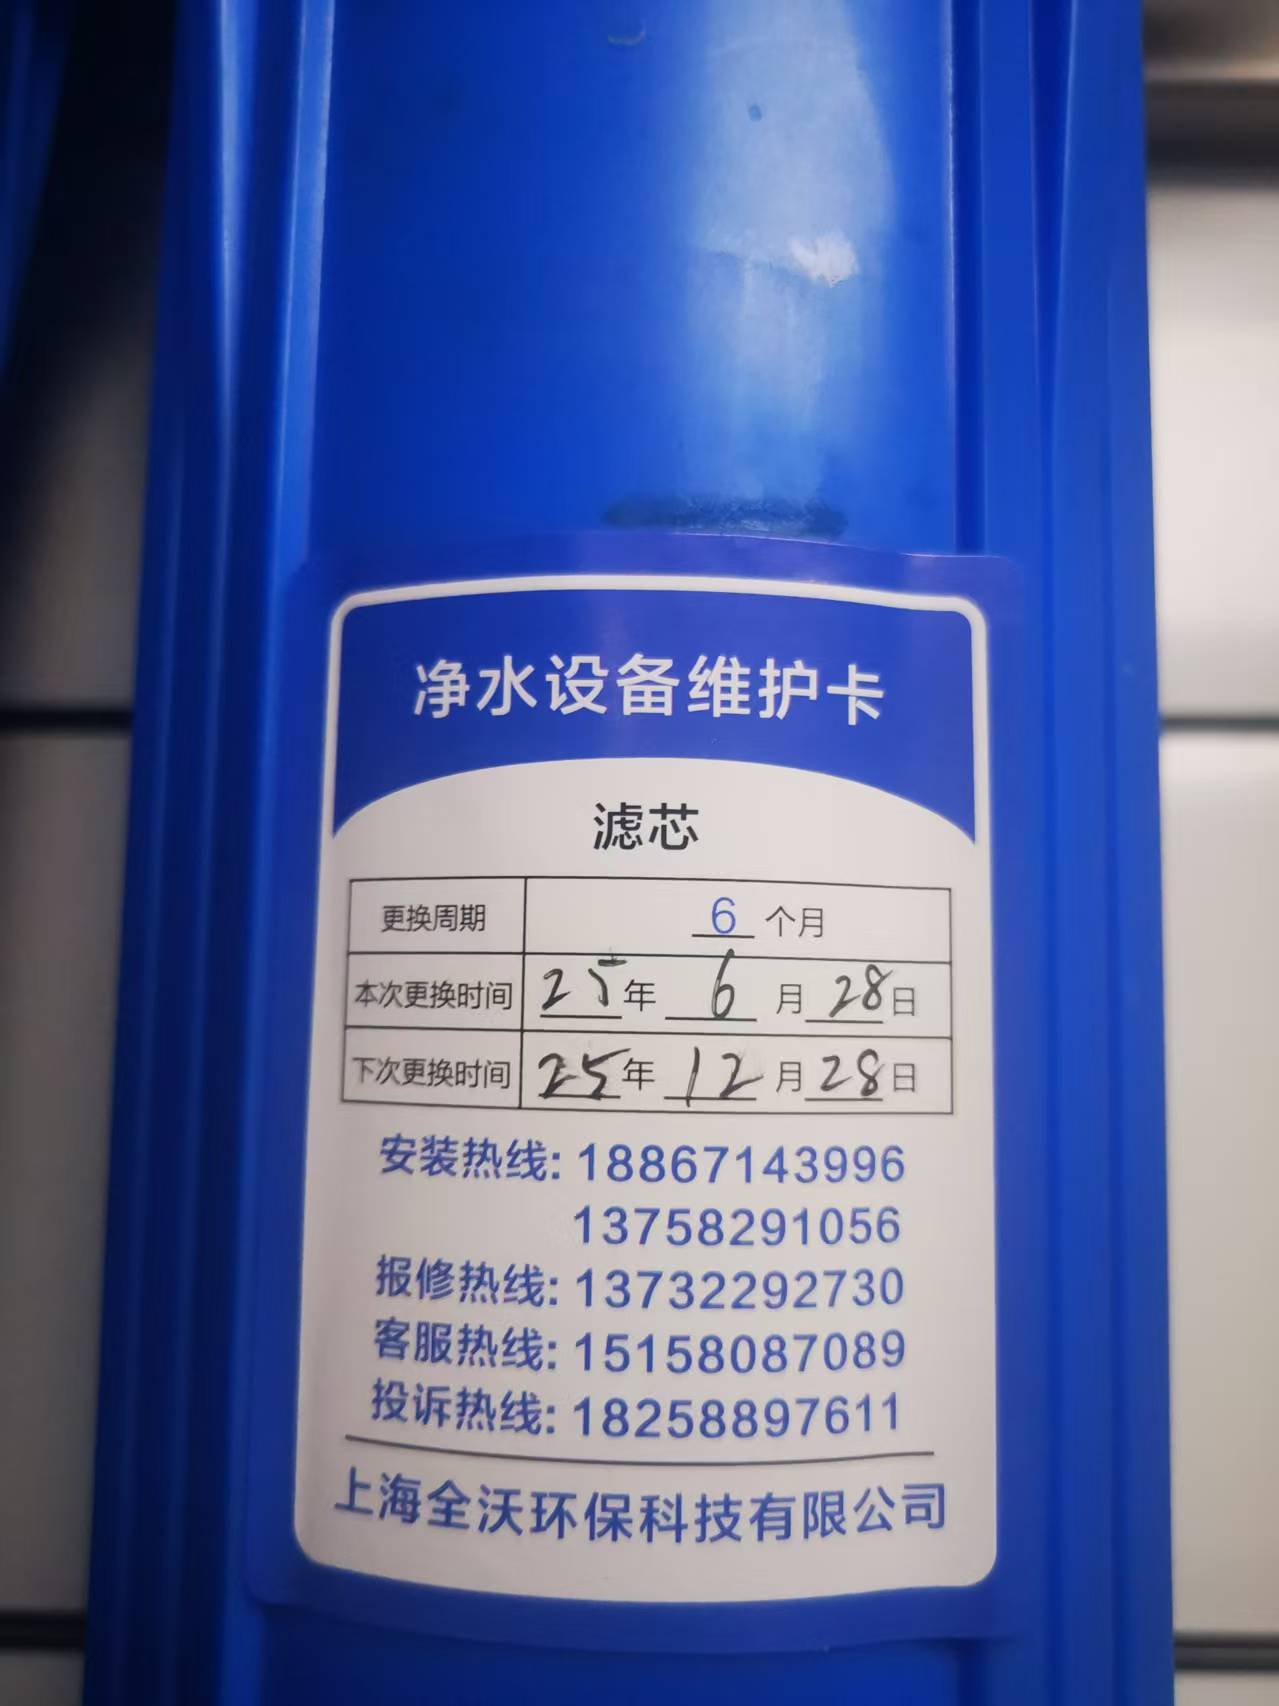 净水设备维护卡
滤芯
更换周期 6 个月
本次更换时间 25年 6 月 28日
下次更换时间 25年 12 月 28日
安装热线: 18867143996
13758291056
报修热线: 13732292730
客服热线: 15158087089
投诉热线: 18258897611
上海全沃环保科技有限公司